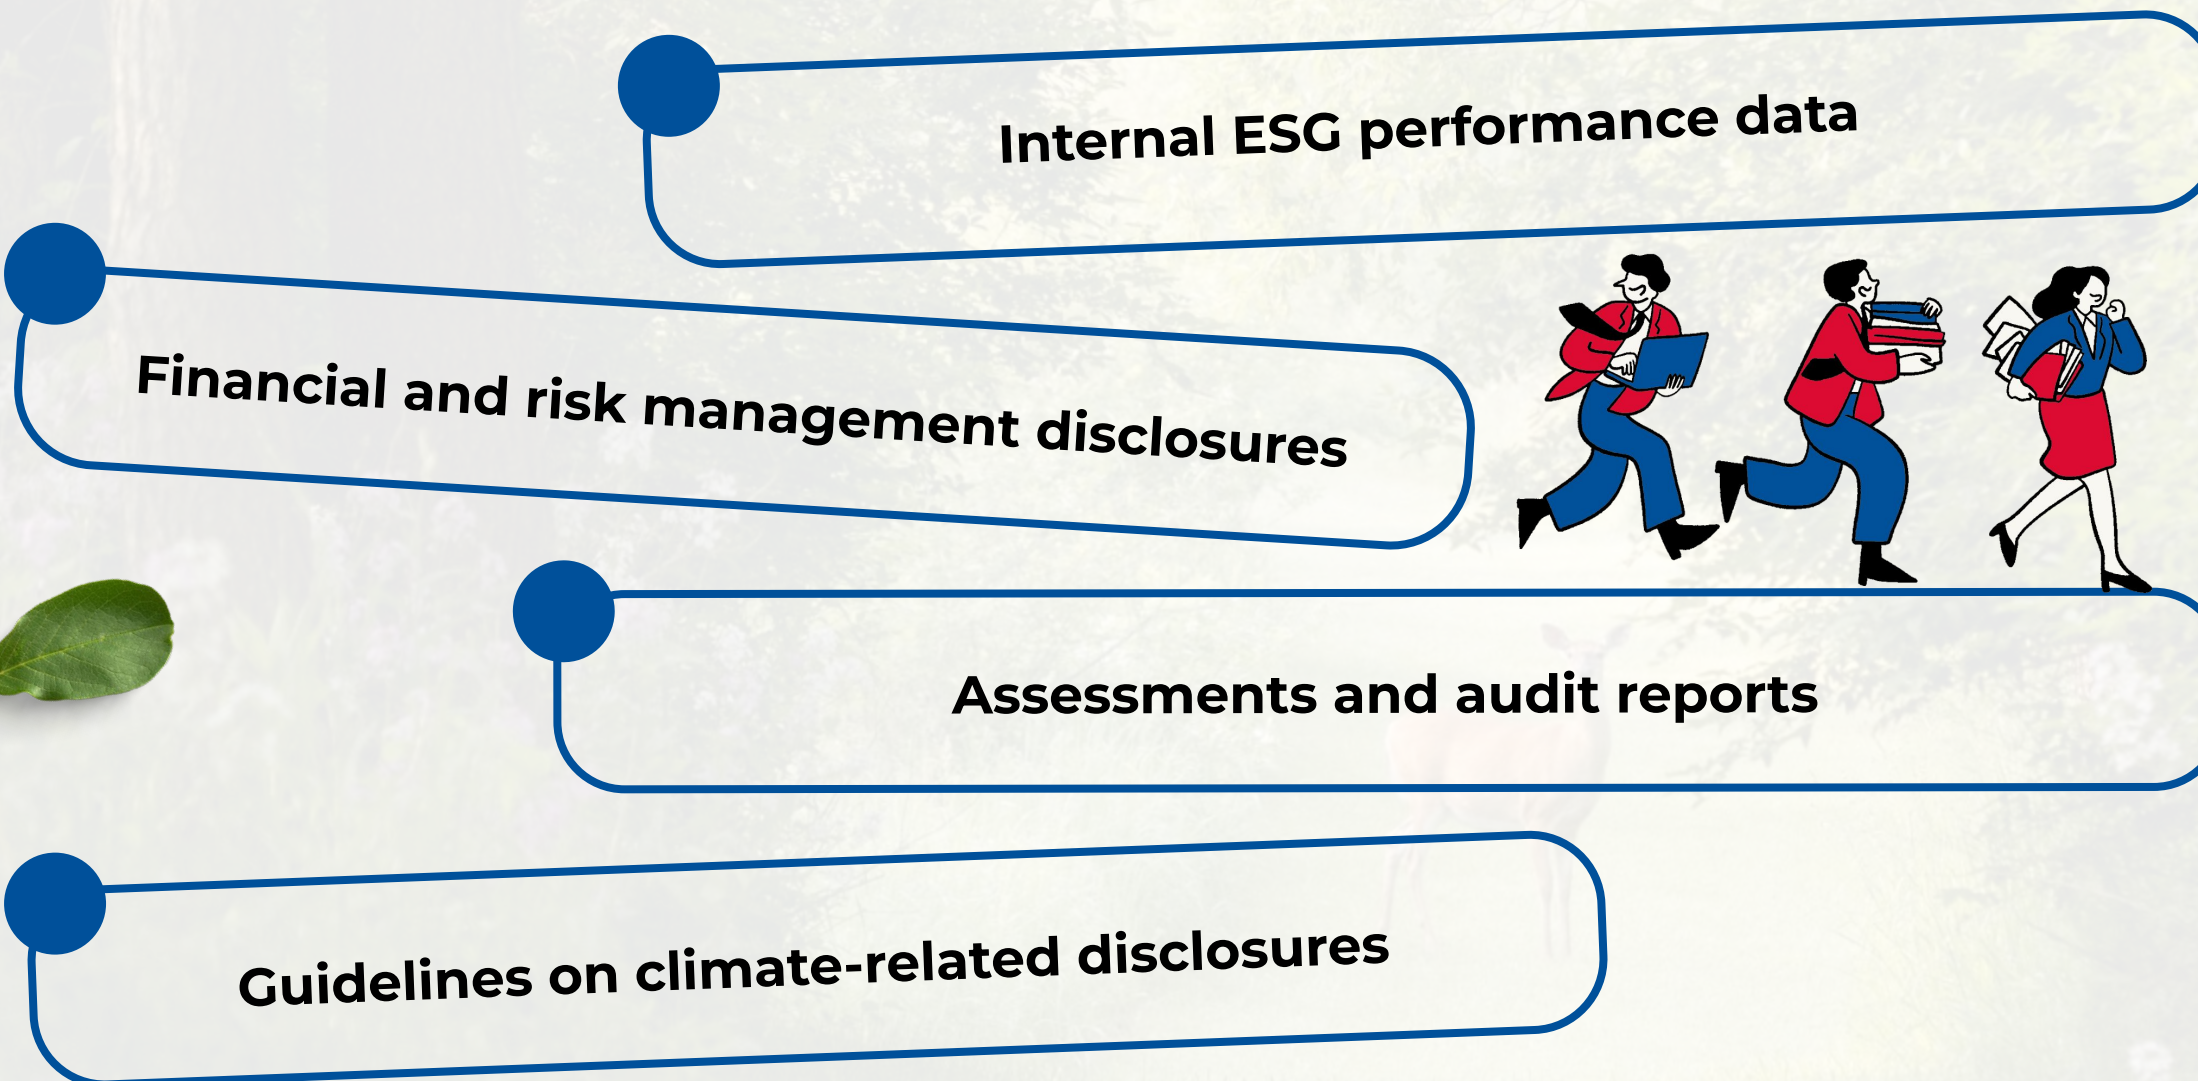 Internal ESG performance data
Financial and risk management disclosures
Assessments and audit reports
Guidelines on climate-related disclosures